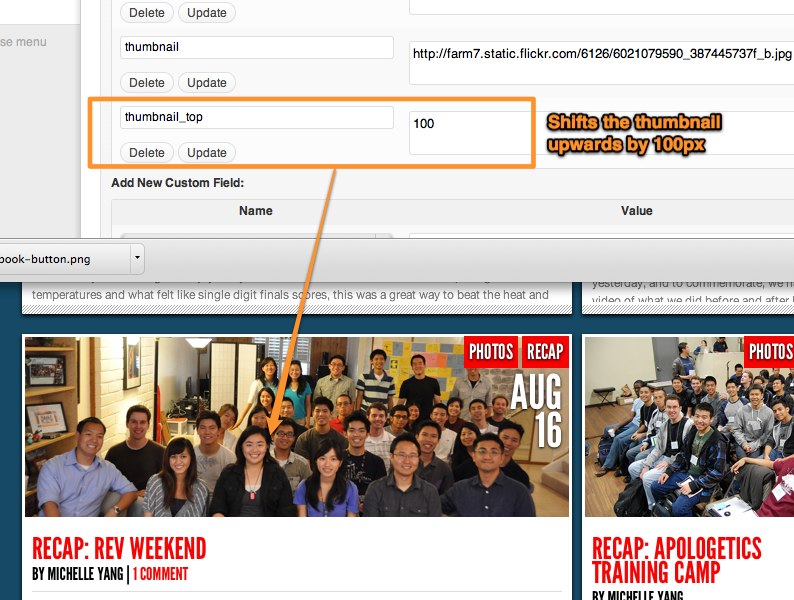 Delete Update
se menu
thumbnail
http://farm7.static.flickr.com/6126/6021079590_387445737f_b.jpg
Delete Update
thumbnail_top
100
Shifts the thumbnail
upwards by 100px
Delete Update
Add New Custom Field:
Name Value
book-button.png
temperatures and what felt like single digit finals scores, this was a great way to beat the heat and
yesterday, and to commemorate, we h
video of what we did before and after
PHOTOS RECAP
AUG
16
PHOTOS
RECAP: REV WEEKEND
BY MICHELLE YANG | 1 COMMENT
RECAP: APOLOGETICS
TRAINING CAMP
BY MICHELLE YANG